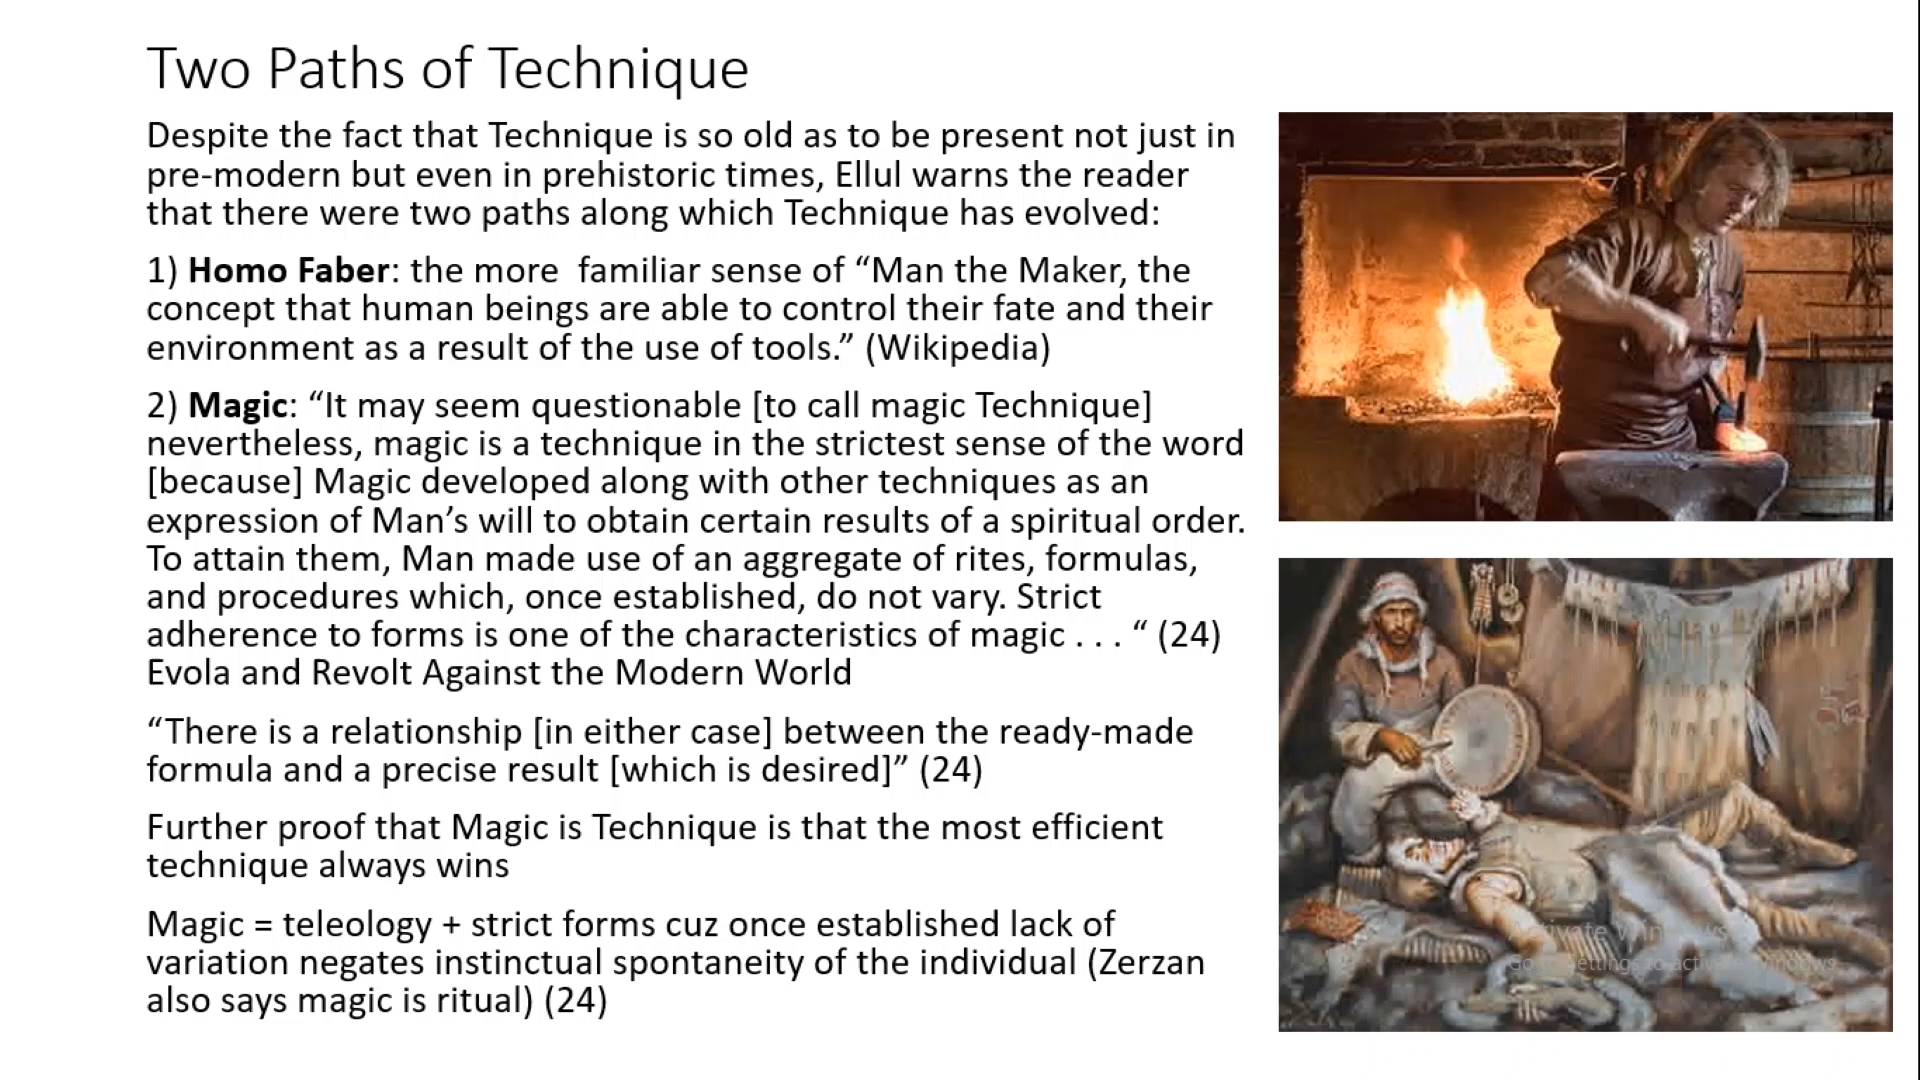 Two Paths of Technique
Despite the fact that Technique is so old as to be present not just in
pre-modern but even in prehistoric times, Ellul warns the reader
that there were two paths along which Technique has evolved:
1) Homo Faber: the more  familiar sense of “Man the Maker, the
concept that human beings are able to control their fate and their
environment as a result of the use of tools.” (Wikipedia)
2) Magic: “It may seem questionable [to call magic Technique]
nevertheless, magic is a technique in the strictest sense of the word
[because] Magic developed along with other techniques as an
expression of Man’s will to obtain certain results of a spiritual order.
To attain them, Man made use of an aggregate of rites, formulas,
and procedures which, once established, do not vary. Strict
adherence to forms is one of the characteristics of magic . . . “ (24)
Evola and Revolt Against the Modern World
“There is a relationship [in either case] between the ready-made
formula and a precise result [which is desired]” (24)
Further proof that Magic is Technique is that the most efficient
technique always wins
Magic = teleology + strict forms cuz once established lack of
variation negates instinctual spontaneity of the individual (Zerzan
also says magic is ritual) (24)
Activate Windows
Go to Settings to activate Windows.